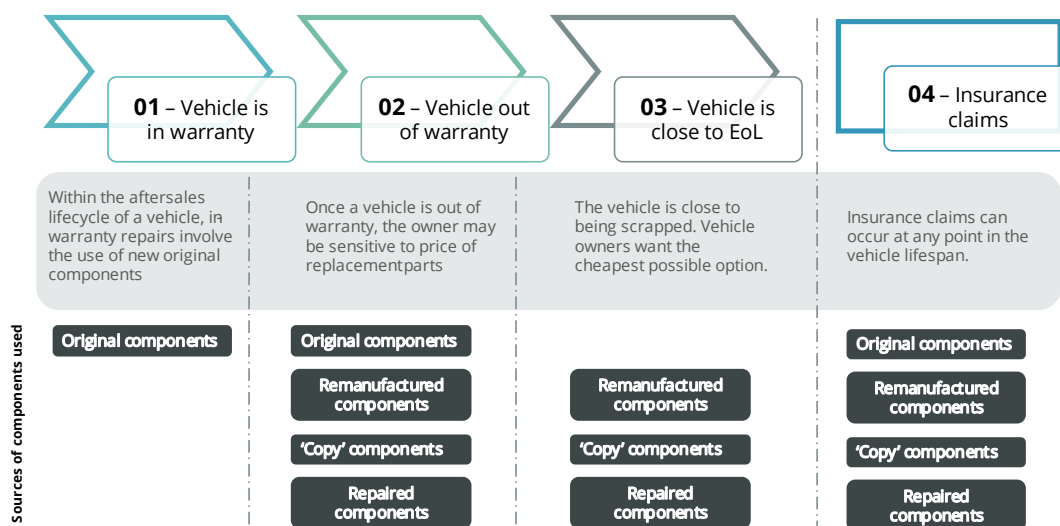 01 – Vehicle is
in warranty
02 – Vehicle out
of warranty
03 – Vehicle is
close to EoL
04 – Insurance
claims
Within the aftersales
lifecycle of a vehicle, in-
warranty repairs involve
the use of new original
components
Once a vehicle is out of
warranty, the owner may
be sensitive to price of
replacementparts
The vehicle is close to
being scrapped. Vehicle
owners want the
cheapest possible option.
Insurance claims can
occur at any point in the
vehicle lifespan.
Sources of components used
Original components
Original components
Remanufactured
components
‘Copy’ components
Repaired
components
Remanufactured
components
‘Copy’ components
Repaired
components
Original components
Remanufactured
components
‘Copy’ components
Repaired
components